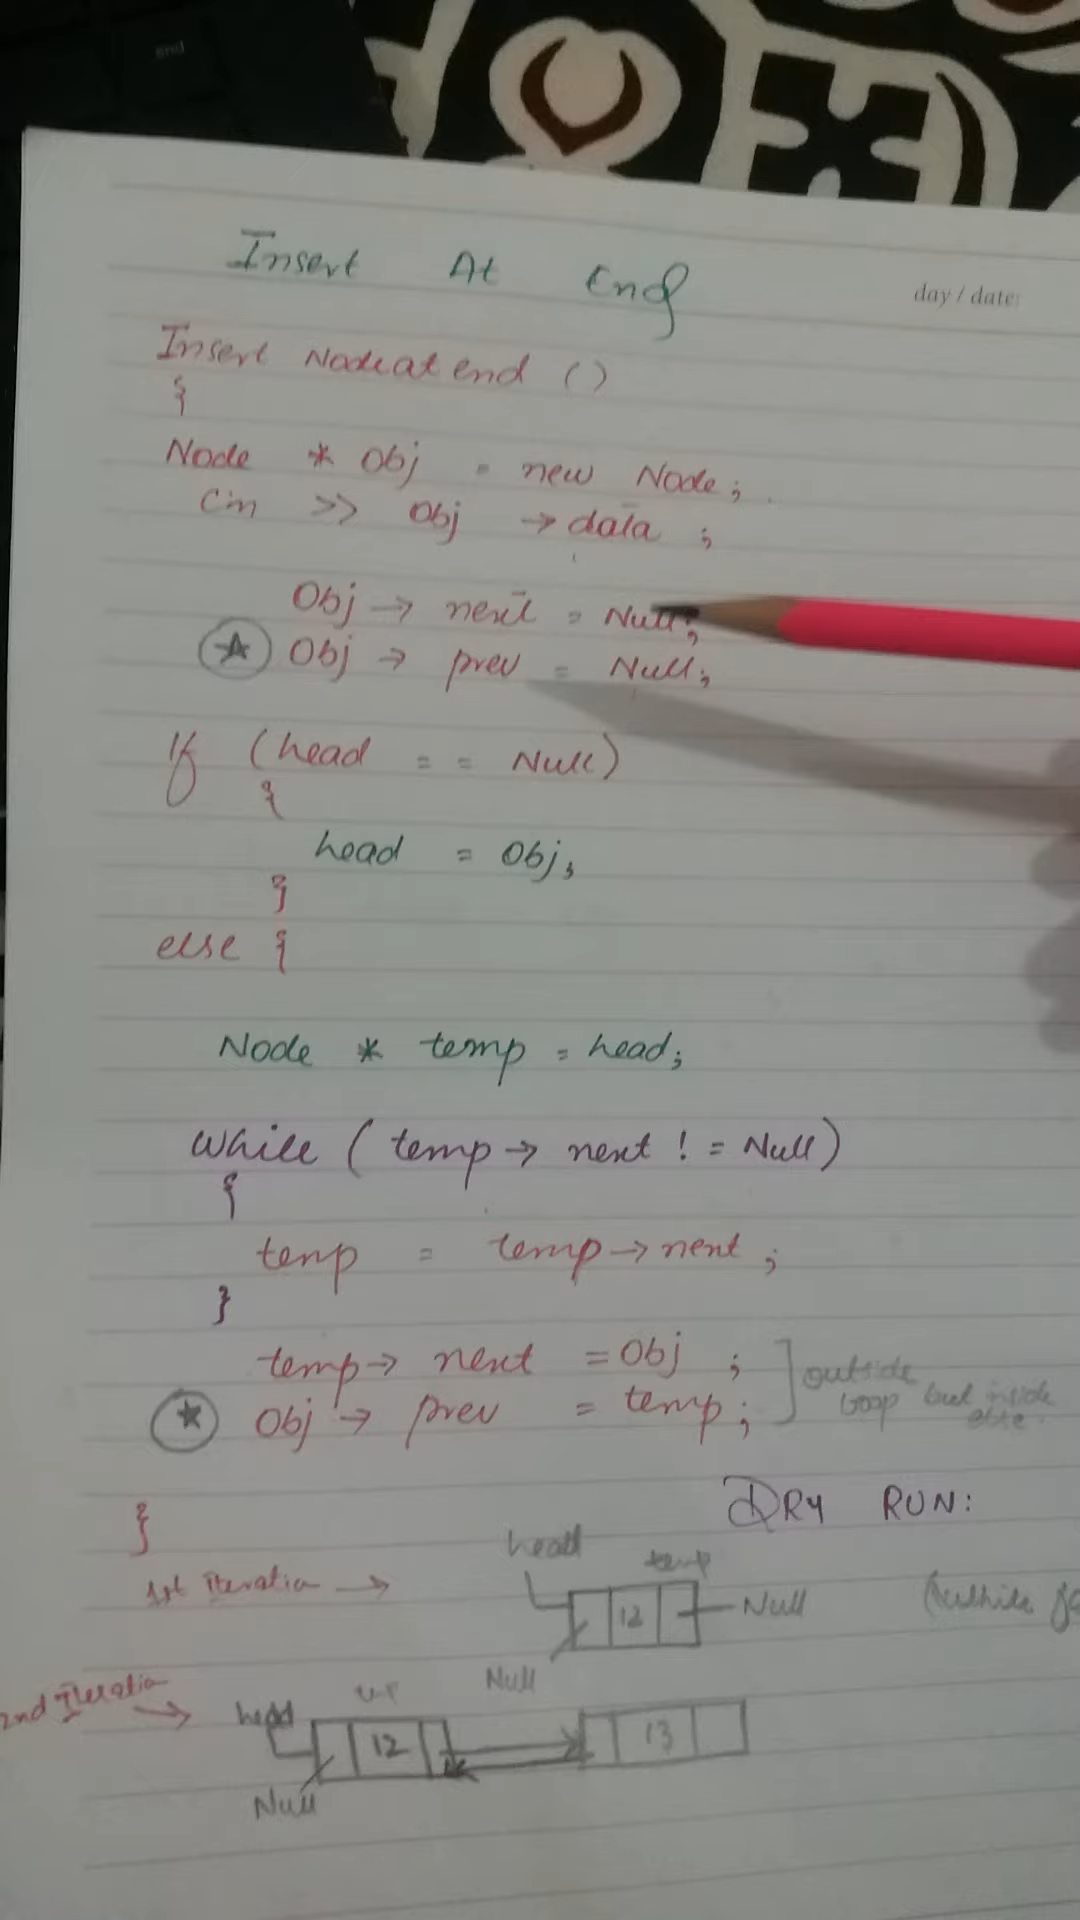 end
Insert At End
day / date:
Insert Nodeatend ()
{
Node * Obj = new Node;
Cin >> Obj → data ;
Obj → next = Null;
Obj → prev = Null;
If (head = = Null)
{
head = Obj;
}
else {
Node * temp = head;
while ( temp → next ! = Null)
{
temp = temp → next ;
}
temp → next = Obj ;
Obj → prev = temp ;
outside
loop but inside
else.
}
DRY RUN:
head
temp
1st iteration →
12
Null
(while
Null
2nd iteration →
head
12
13
Null